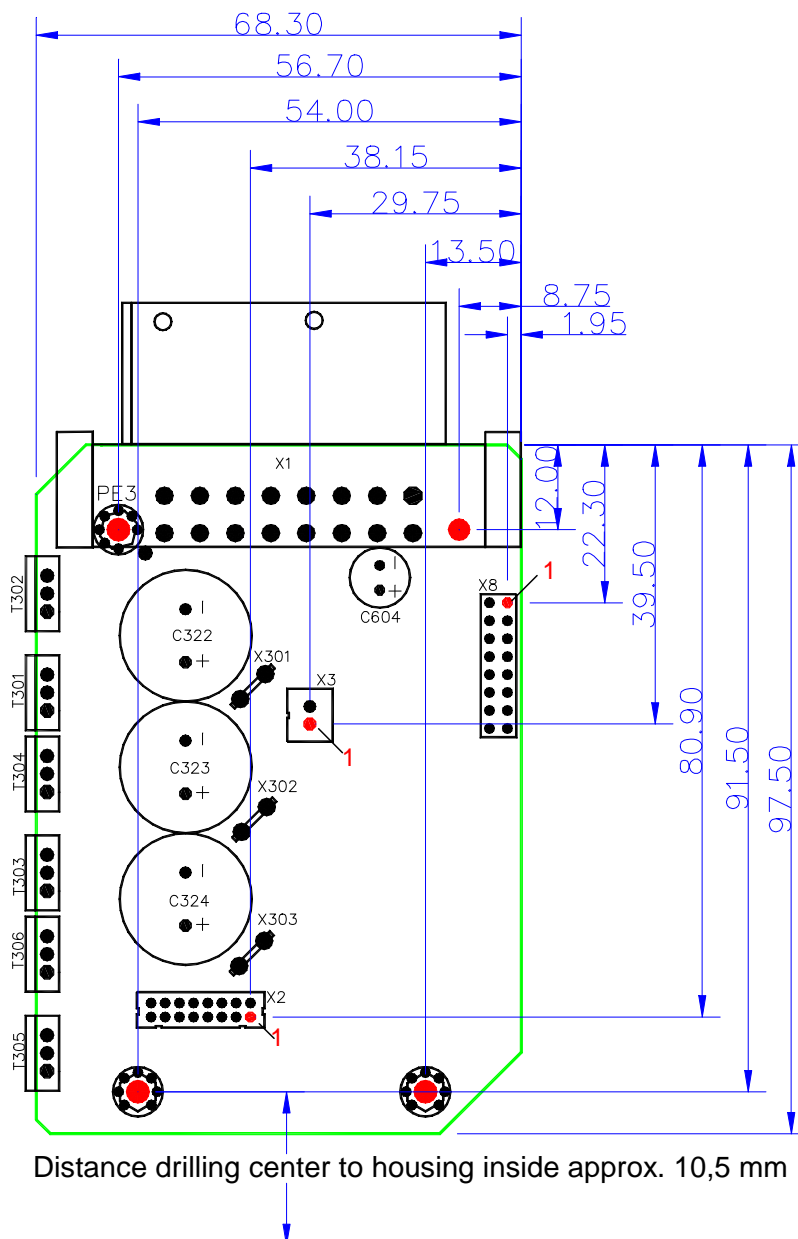 68.30
56.70
54.00
38.15
29.75
13.50
8.75
1.95
X1
PE3
12.00
22.30
39.50
80.90
91.50
97.50
T302
C322
C604
X8
1
X301
T301
X3
1
T304
C323
X302
T303
C324
X303
T306
X2
1
T305
Distance drilling center to housing inside approx. 10,5 mm